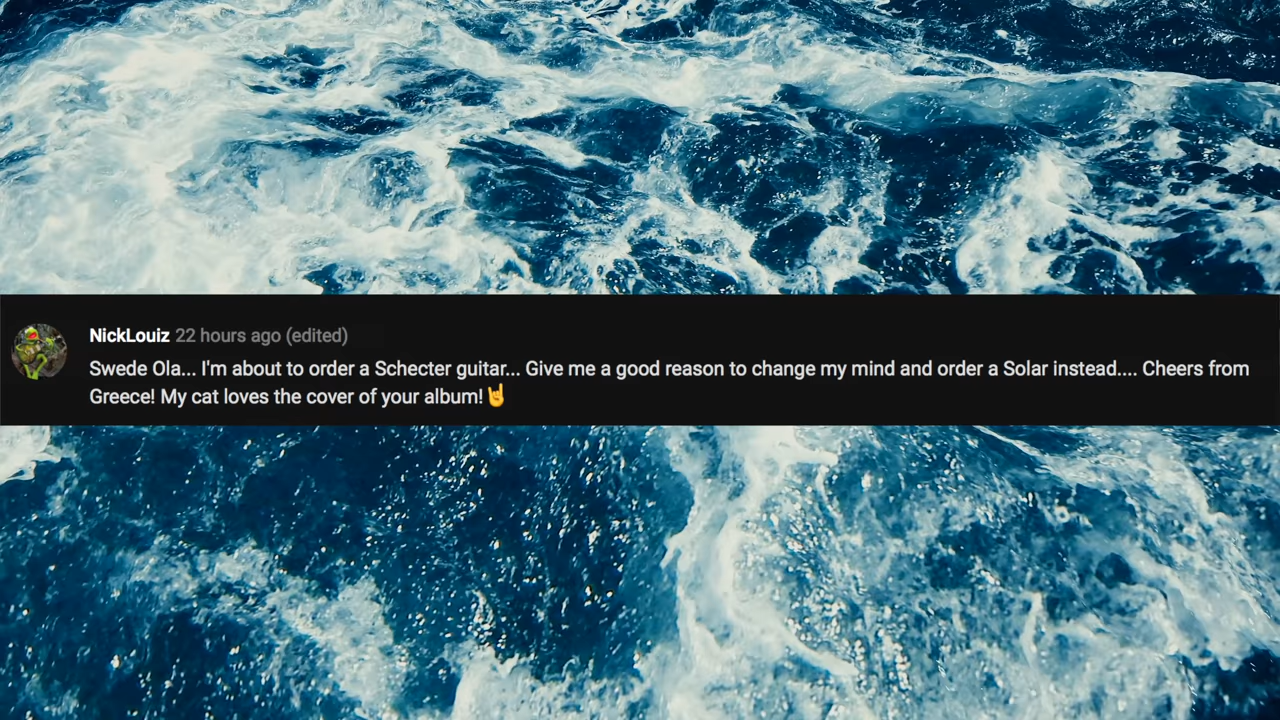 NickLouiz 22 hours ago (edited)
Swede Ola... I'm about to order a Schecter guitar... Give me a good reason to change my mind and order a Solar instead.... Cheers from
Greece! My cat loves the cover of your album!🤘